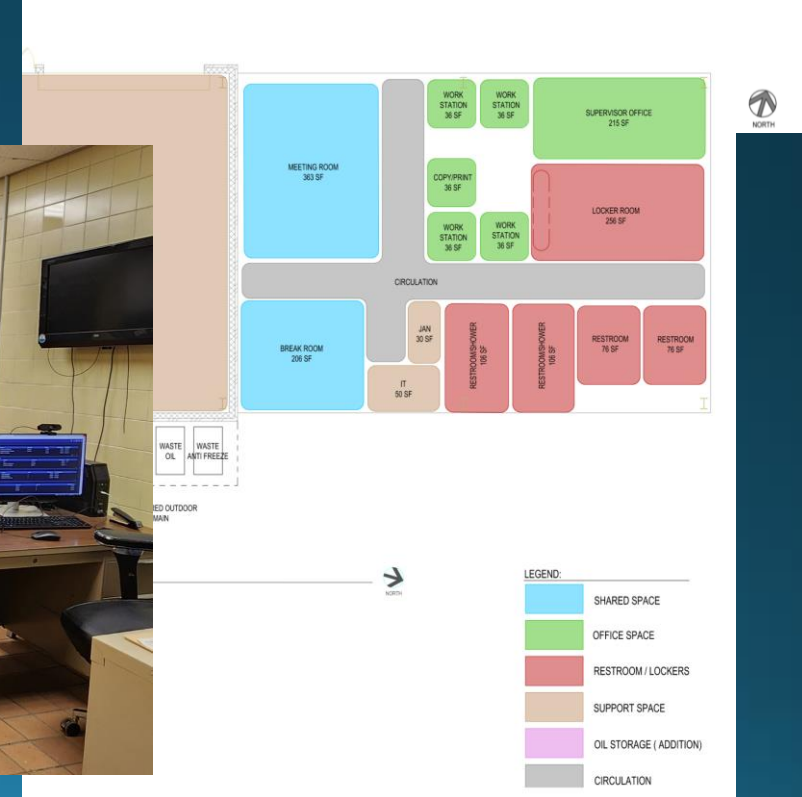 WORK
STATION
36 SF
WORK
STATION
36 SF
SUPERVISOR OFFICE
215 SF
NORTH
MEETING ROOM
363 SF
COPY/PRINT
36 SF
LOCKER ROOM
256 SF
WORK
STATION
36 SF
WORK
STATION
36 SF
CIRCULATION
BREAK ROOM
206 SF
JAN
30 SF
RESTROOM/SHOWER
106 SF
RESTROOM/SHOWER
106 SF
RESTROOM
76 SF
RESTROOM
76 SF
IT
50 SF
WASTE
OIL
WASTE
ANTI FREEZE
OUTDOOR
NORTH
LEGEND:
SHARED SPACE
OFFICE SPACE
RESTROOM / LOCKERS
SUPPORT SPACE
OIL STORAGE ( ADDITION)
CIRCULATION